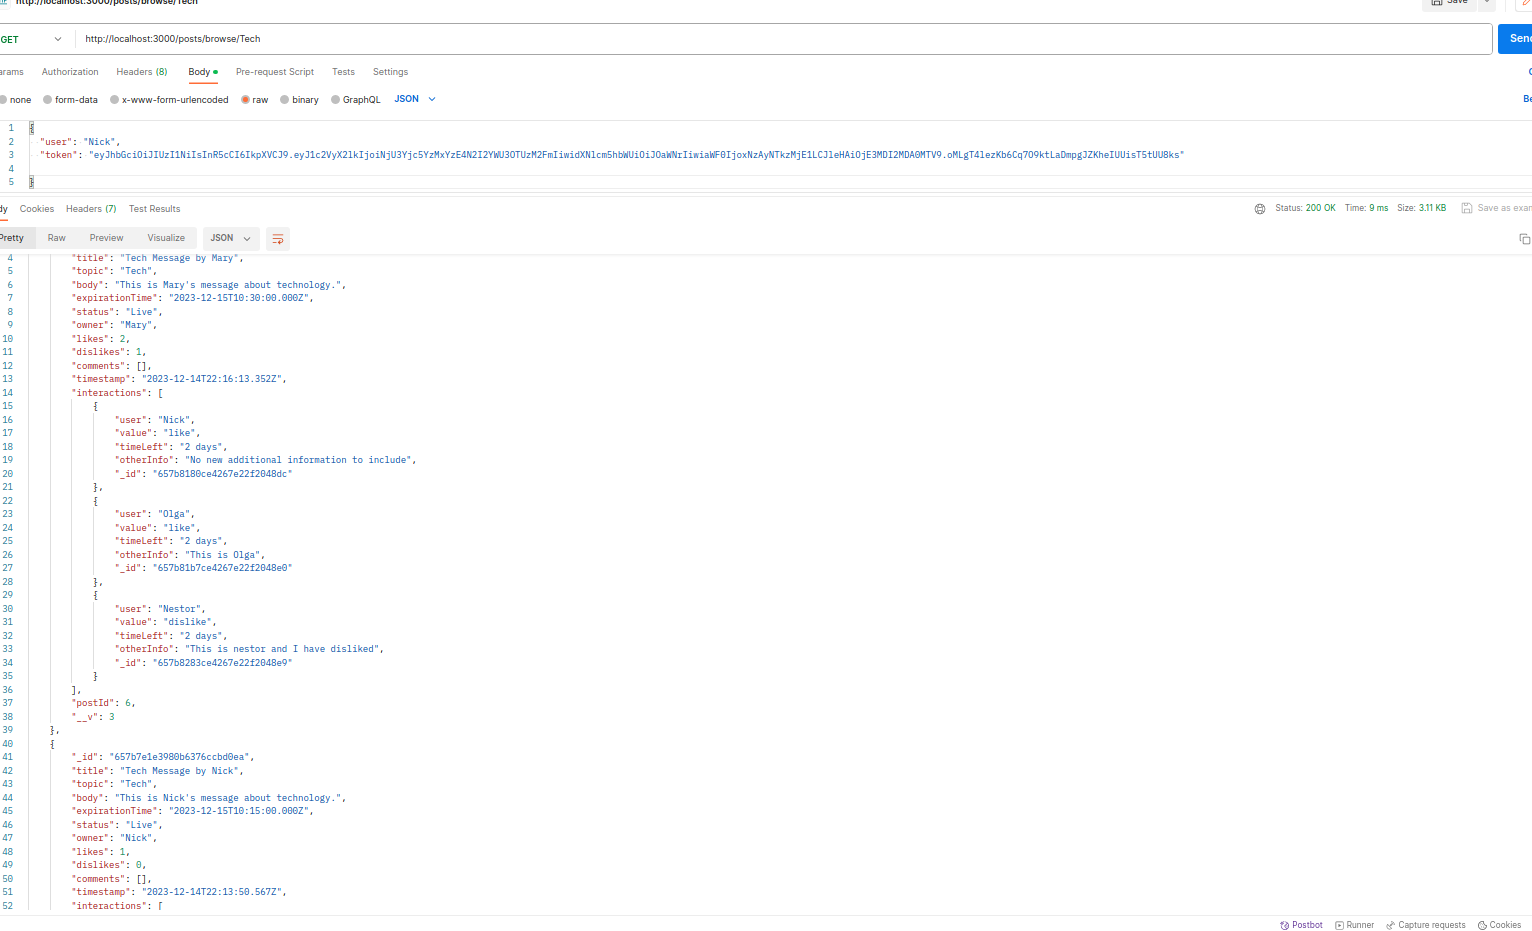 http://localhost:3000/posts/browse/Tech
Save
GET http://localhost:3000/posts/browse/Tech Send
arams Authorization Headers (8) Body Pre-request Script Tests Settings
none form-data x-www-form-urlencoded raw binary GraphQL JSON Be
1 {
2 "user": "Nick",
3 "token": 
4
5 }
dy Cookies Headers (7) Test Results Status: 200 OK Time: 9 ms Size: 3.11 KB Save as exam
Pretty Raw Preview Visualize JSON
4 "title": "Tech Message by Mary",
5 "topic": "Tech",
6 "body": "This is Mary's message about technology.",
7 "expirationTime": "2023-12-15T10:30:00.000Z",
8 "status": "Live",
9 "owner": "Mary",
10 "likes": 2,
11 "dislikes": 1,
12 "comments": [],
13 "timestamp": "2023-12-14T22:16:13.352Z",
14 "interactions": [
15 {
16 "user": "Nick",
17 "value": "like",
18 "timeLeft": "2 days",
19 "otherInfo": "No new additional information to include",
20 "_id": "657b8180ce4267e22f2048dc"
21 },
22 {
23 "user": "Olga",
24 "value": "like",
25 "timeLeft": "2 days",
26 "otherInfo": "This is Olga",
27 "_id": "657b81b7ce4267e22f2048e0"
28 },
29 {
30 "user": "Nestor",
31 "value": "dislike",
32 "timeLeft": "2 days",
33 "otherInfo": "This is nestor and I have disliked",
34 "_id": "657b8283ce4267e22f2048e9"
35 }
36 ],
37 "postId": 6,
38 "__v": 3
39 },
40 {
41 "_id": "657b7e1e3980b6376ccbd0ea",
42 "title": "Tech Message by Nick",
43 "topic": "Tech",
44 "body": "This is Nick's message about technology.",
45 "expirationTime": "2023-12-15T10:15:00.000Z",
46 "status": "Live",
47 "owner": "Nick",
48 "likes": 1,
49 "dislikes": 0,
50 "comments": [],
51 "timestamp": "2023-12-14T22:13:50.567Z",
52 "interactions": [
Postbot Runner Capture requests Cookies